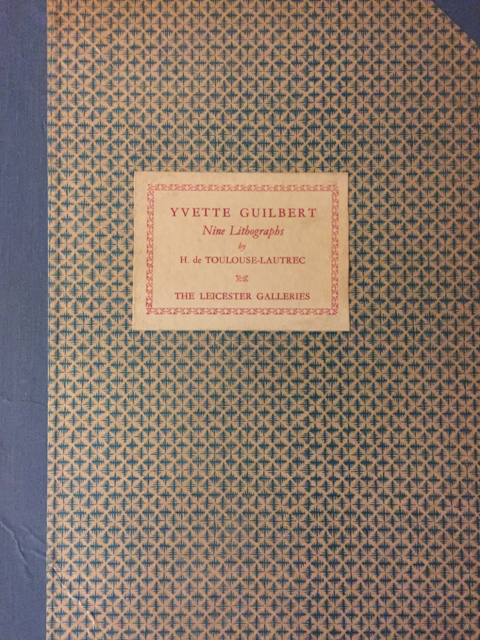 YVETTE GUILBERT
Nine Lithographs
by
H. de TOULOUSE-LAUTREC
THE LEICESTER GALLERIES